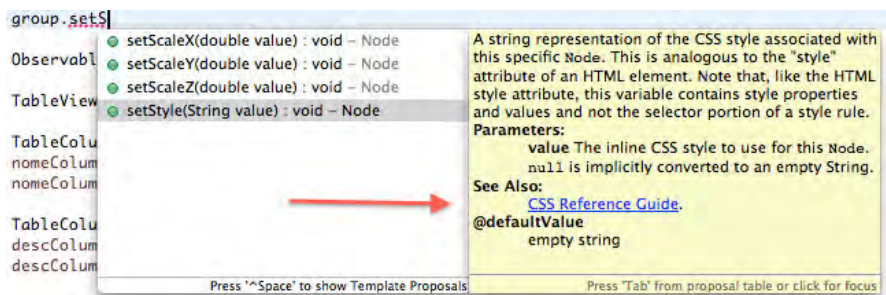 group.setS
setScaleX(double value) : void – Node
Observabl
setScaleY(double value) : void – Node
setScaleZ(double value) : void – Node
TableView
setStyle(String value) : void – Node
TableColu
nomeColum
nomeColum
TableColu
descColum
descColum
Press '^Space' to show Template Proposals
A string representation of the CSS style associated with
this specific Node. This is analogous to the "style"
attribute of an HTML element. Note that, like the HTML
style attribute, this variable contains style properties
and values and not the selector portion of a style rule.
Parameters:
value The inline CSS style to use for this Node.
null is implicitly converted to an empty String.
See Also:
CSS Reference Guide.
@defaultValue
empty string
Press 'Tab' from proposal table or click for focus